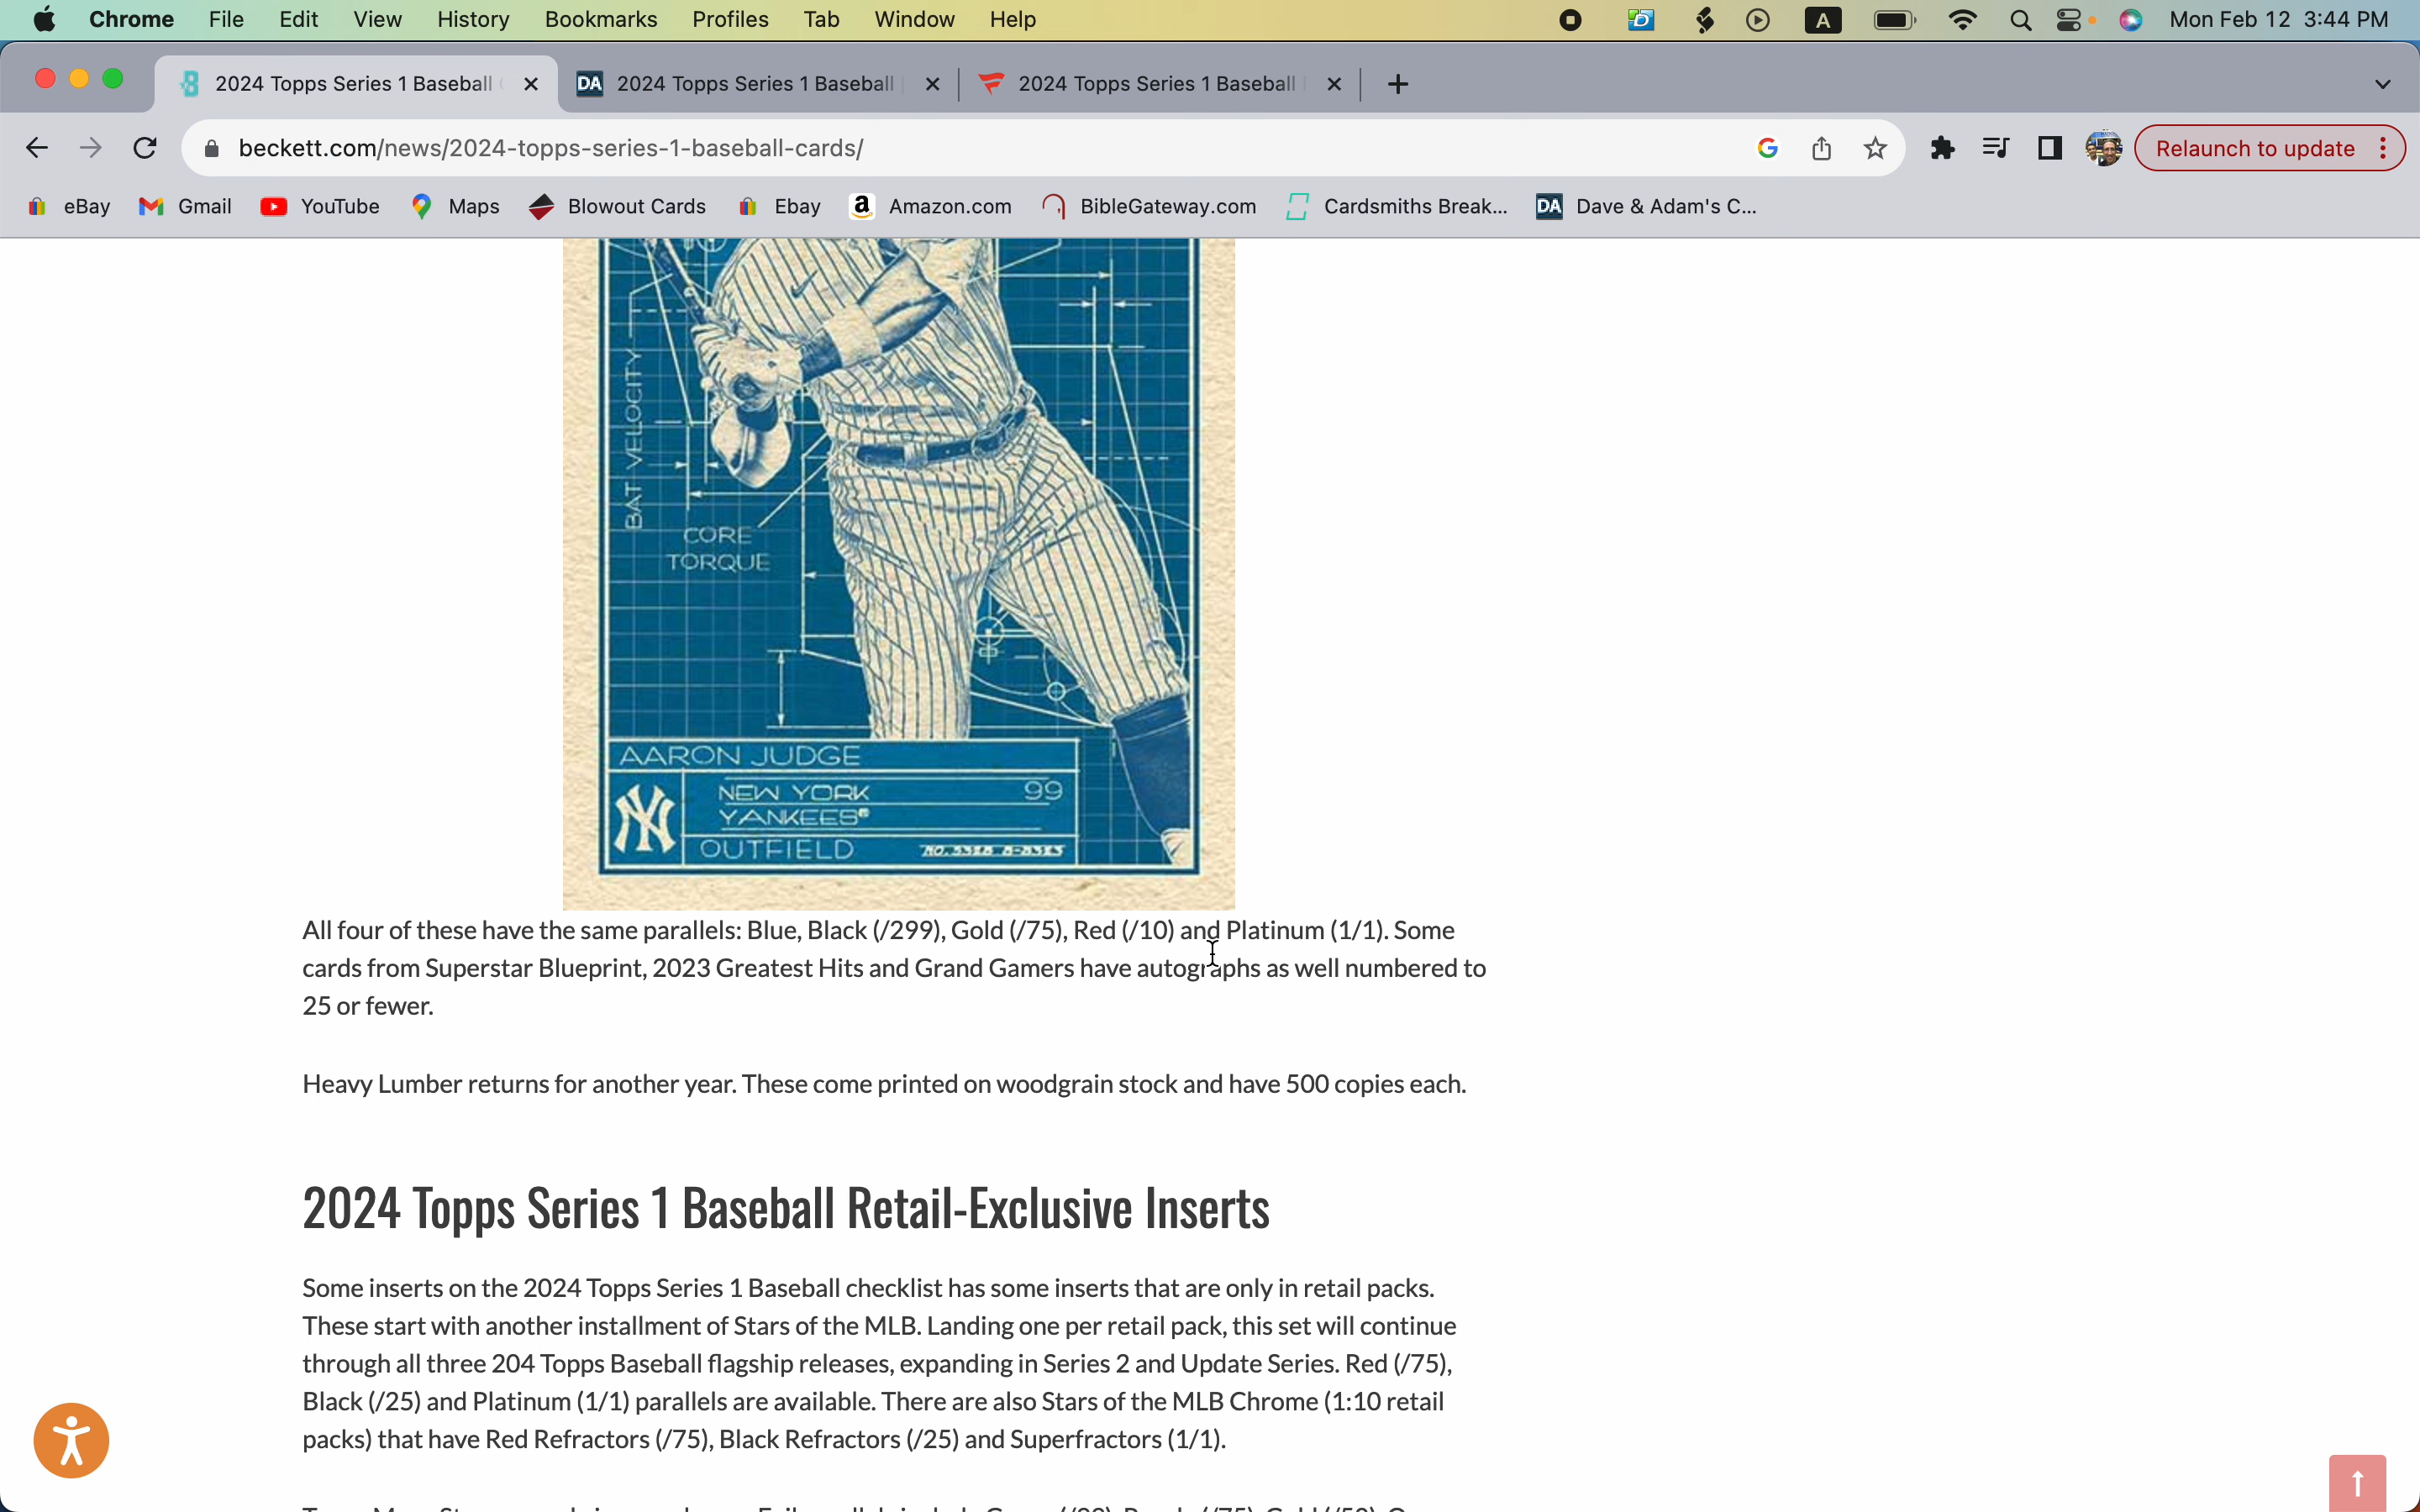 Chrome File Edit View History Bookmarks Profiles Tab Window Help A Mon Feb 12 3:44 PM
2024 Topps Series 1 Baseball DA 2024 Topps Series 1 Baseball 2024 Topps Series 1 Baseball
beckett.com/news/2024-topps-series-1-baseball-cards/ Relaunch to update
eBay Gmail YouTube Maps Blowout Cards Ebay Amazon.com BibleGateway.com Cardsmiths Break... DA Dave & Adam's C...
BAT VELOCITY
CORE
TORQUE
AARON JUDGE
NY NEW YORK 99
YANKEES®
OUTFIELD
All four of these have the same parallels: Blue, Black (/299), Gold (/75), Red (/10) and Platinum (1/1). Some
cards from Superstar Blueprint, 2023 Greatest Hits and Grand Gamers have autographs as well numbered to
25 or fewer.
Heavy Lumber returns for another year. These come printed on woodgrain stock and have 500 copies each.
2024 Topps Series 1 Baseball Retail-Exclusive Inserts
Some inserts on the 2024 Topps Series 1 Baseball checklist has some inserts that are only in retail packs.
These start with another installment of Stars of the MLB. Landing one per retail pack, this set will continue
through all three 204 Topps Baseball flagship releases, expanding in Series 2 and Update Series. Red (/75),
Black (/25) and Platinum (1/1) parallels are available. There are also Stars of the MLB Chrome (1:10 retail
packs) that have Red Refractors (/75), Black Refractors (/25) and Superfractors (1/1).